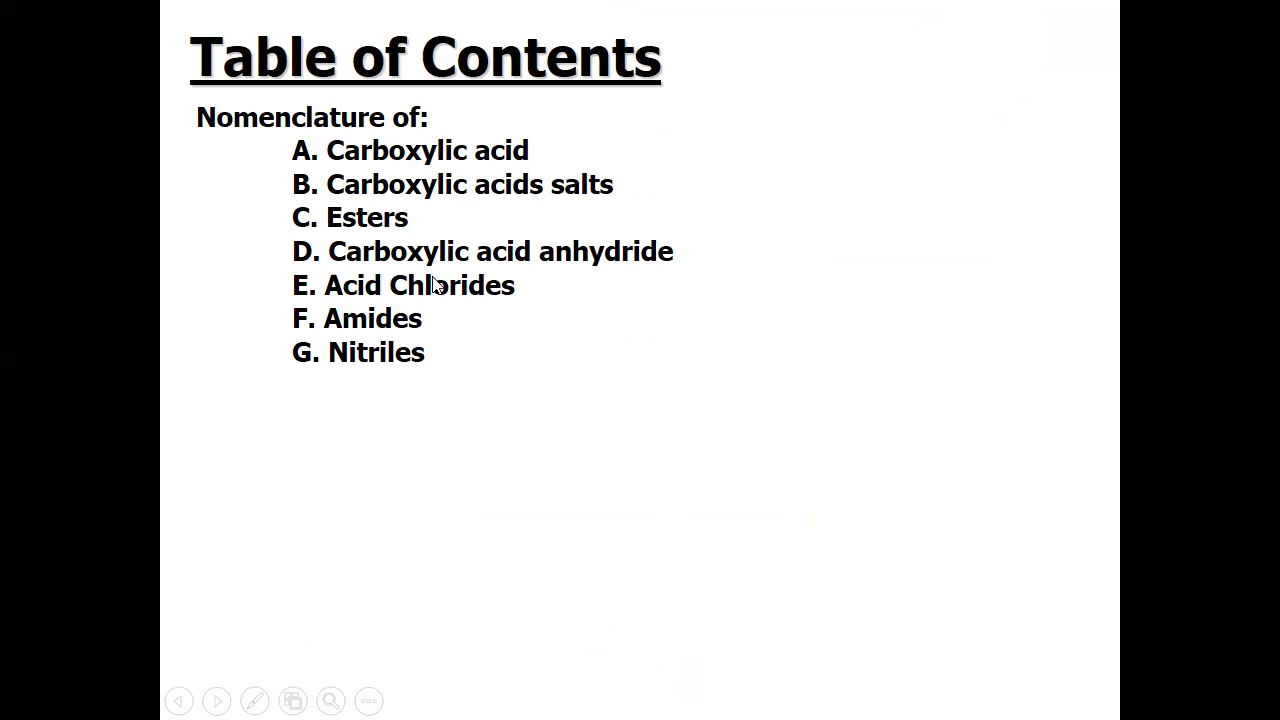 Table of Contents
Nomenclature of:
A. Carboxylic acid
B. Carboxylic acids salts
C. Esters
D. Carboxylic acid anhydride
E. Acid Chlorides
F. Amides
G. Nitriles